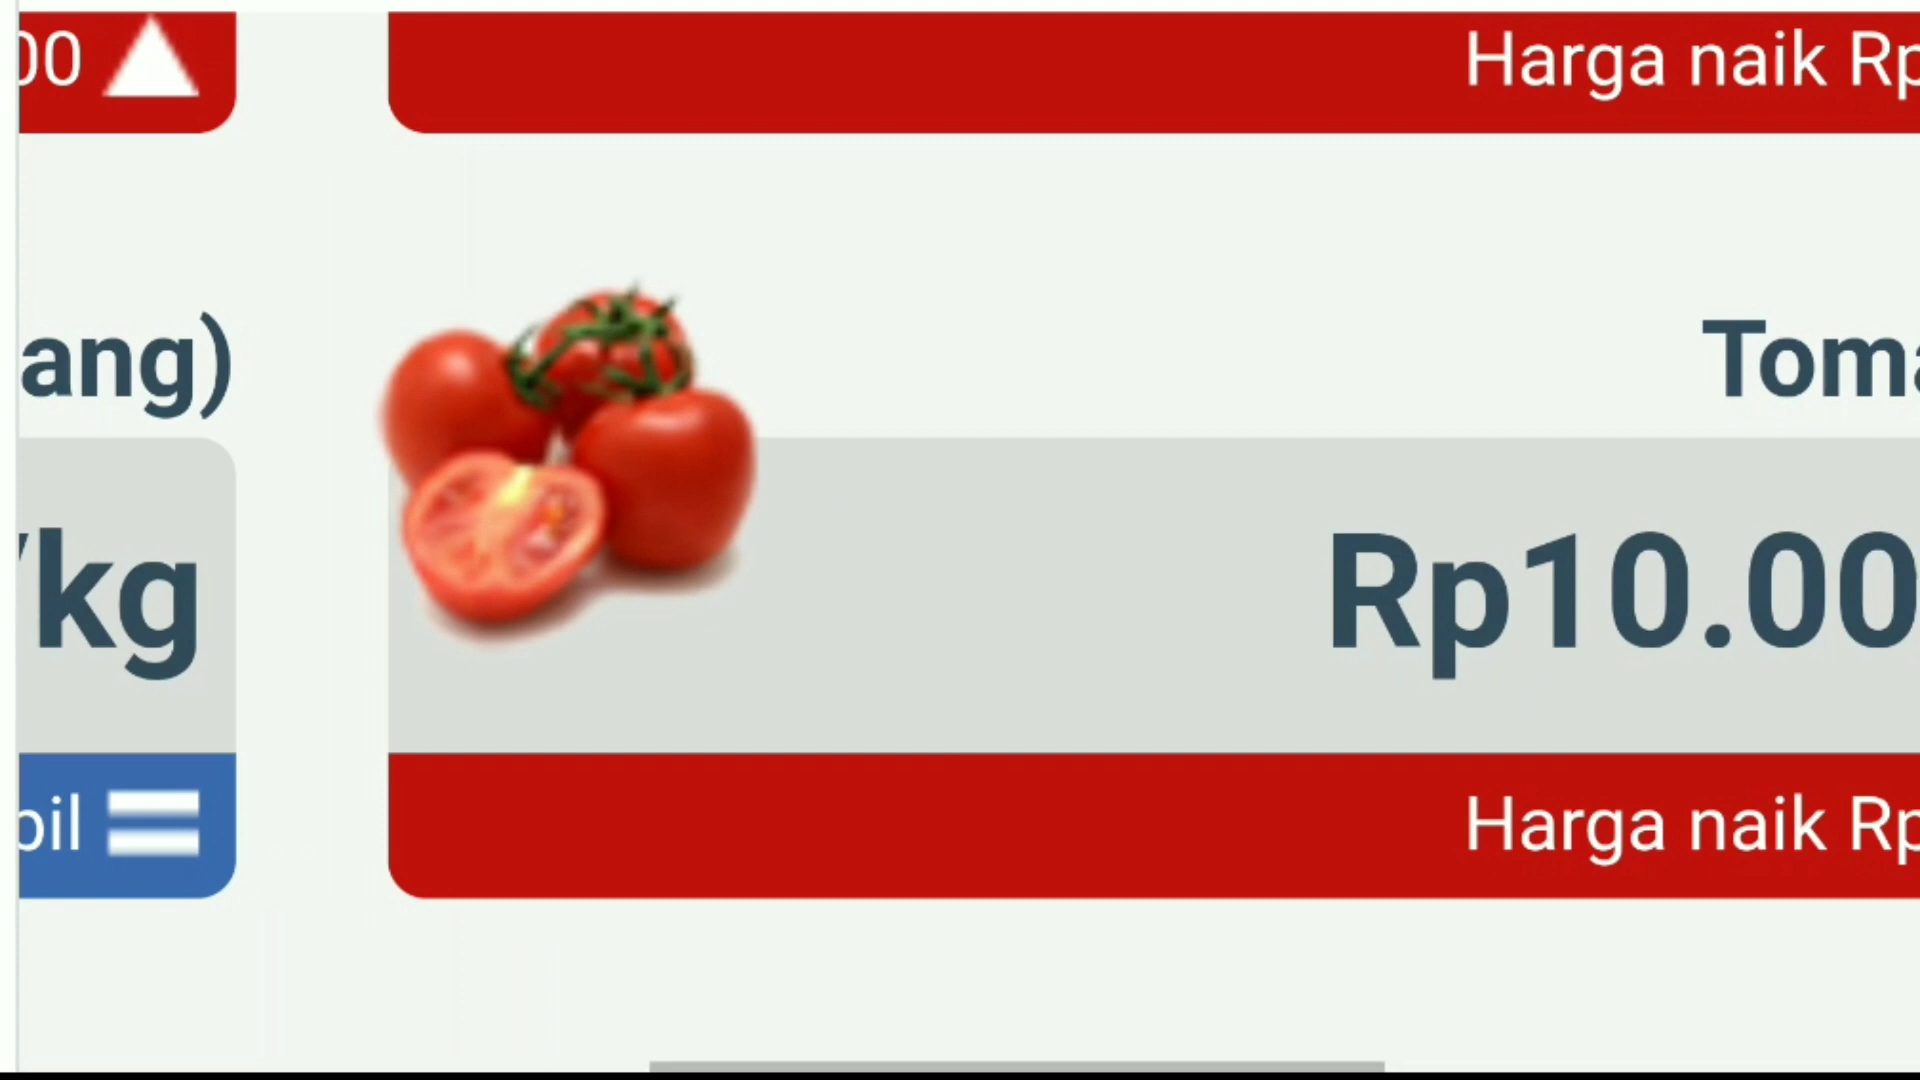 00
Harga naik Rp
ang)
Toma
/kg
Rp10.00
bil
Harga naik Rp